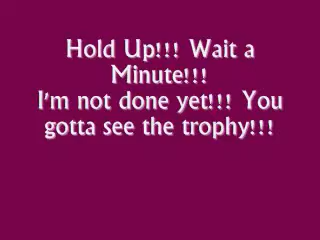 Hold Up!!! Wait a
Minute!!!
I'm not done yet!!! You
gotta see the trophy!!!